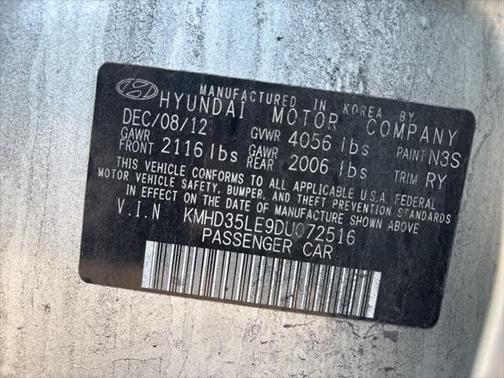 MANUFACTURED IN KOREA BY
HYUNDAI MOTOR COMPANY
DEC/08/12 GVWR 4056 lbs PAINT N3S
GAWR FRONT 2116 lbs GAWR REAR 2006 lbs TRIM RY
THIS VEHICLE CONFORMS TO ALL APPLICABLE U.S.A FEDERAL
MOTOR VEHICLE SAFETY, BUMPER, AND THEFT PREVENTION STANDARDS
IN EFFECT ON THE DATE OF MANUFACTURE SHOWN ABOVE
V.I.N KMHD35LE9DU072516
PASSENGER CAR